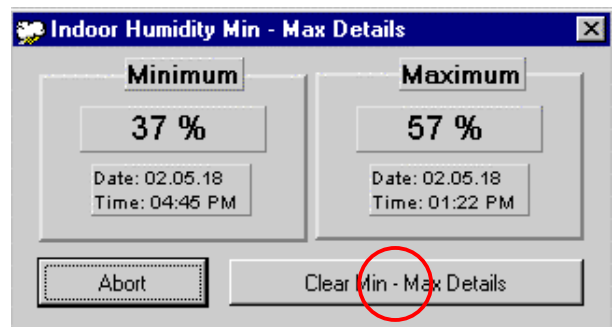 Indoor Humidity Min - Max Details
Minimum
37 %
Date: 02.05.18
Time: 04:45 PM
Maximum
57 %
Date: 02.05.18
Time: 01:22 PM
Abort
Clear Min - Max Details